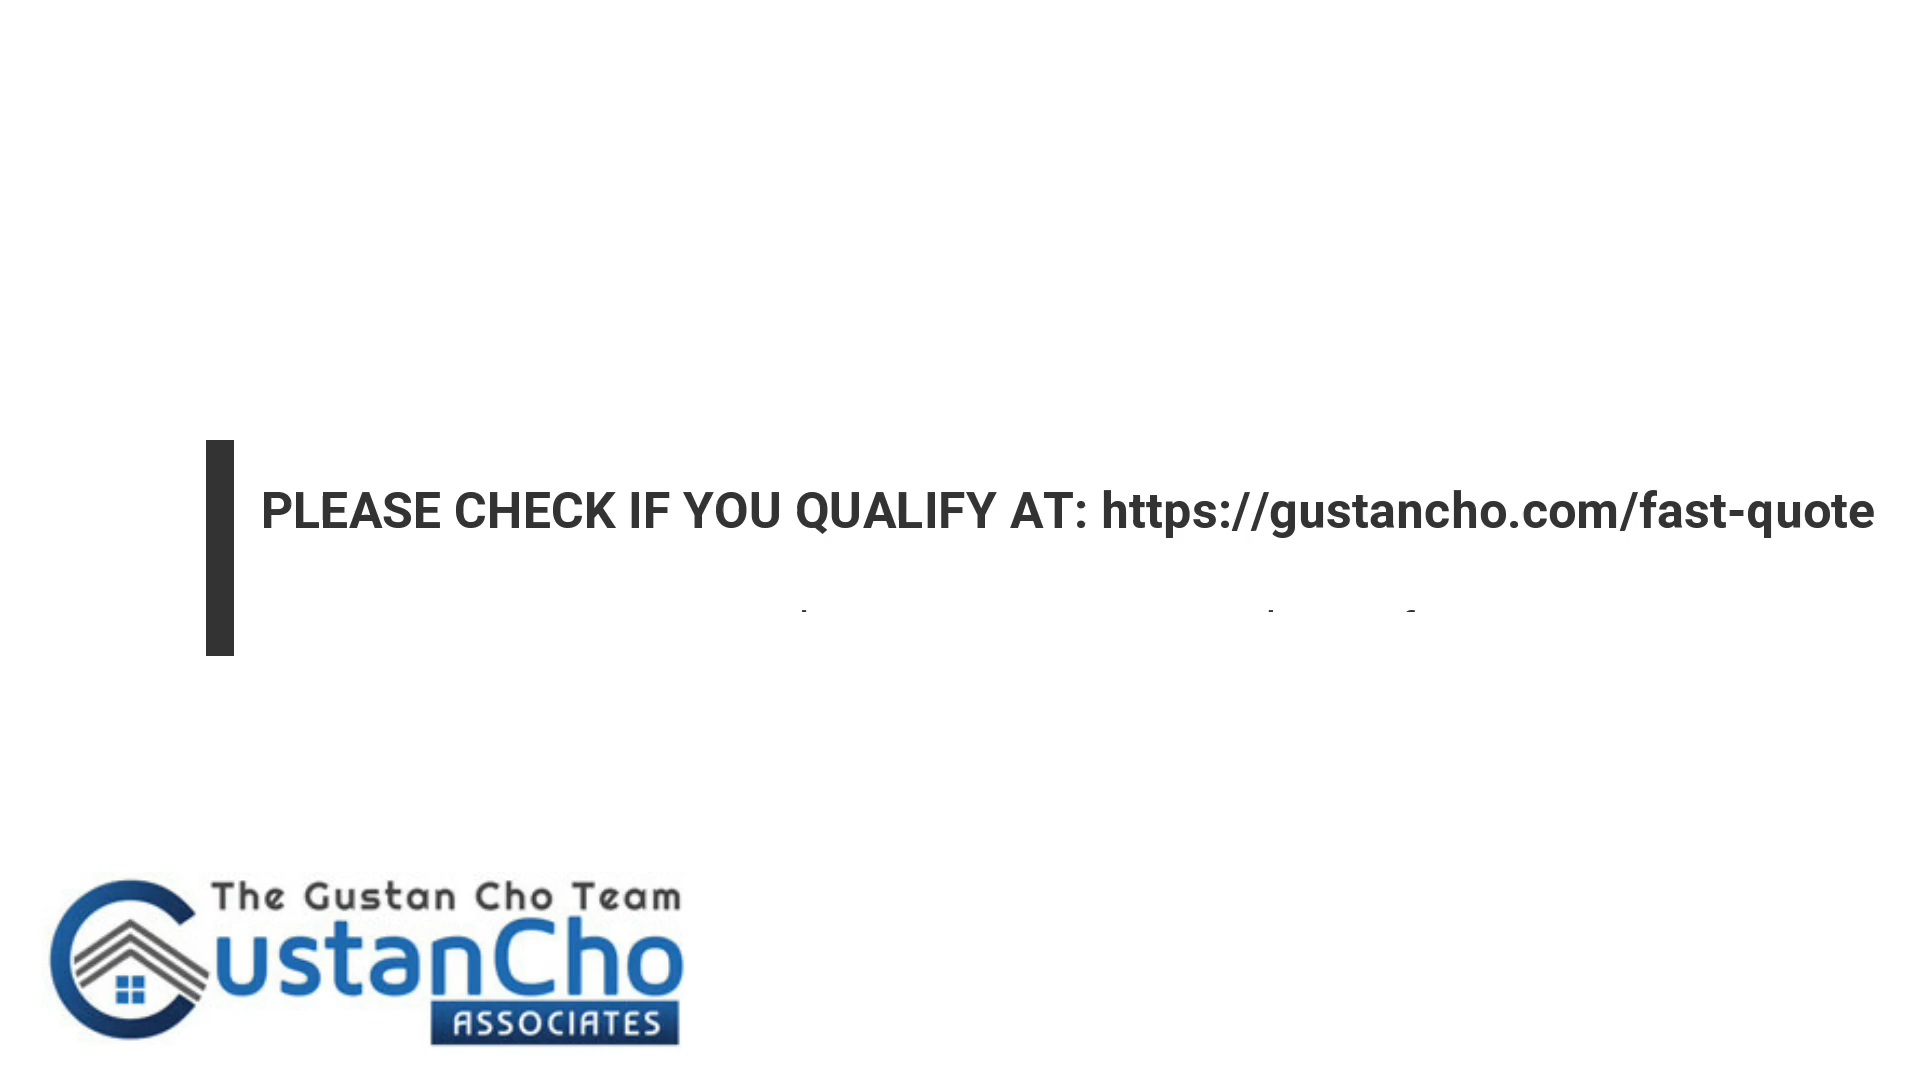 PLEASE CHECK IF YOU QUALIFY AT: https://gustancho.com/fast-quote
The Gustan Cho Team
GustanCho
ASSOCIATES